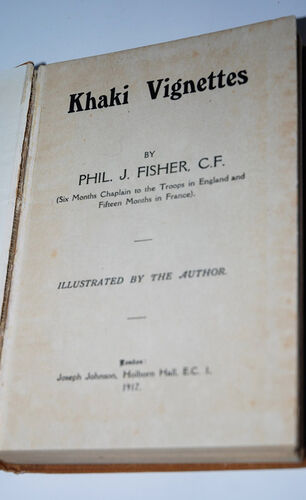 Khaki Vignettes
BY
PHIL. J. FISHER, C.F.
(Six Months Chaplain to the Troops in England and
Fifteen Months in France).
ILLUSTRATED BY THE AUTHOR.
London:
Joseph Johnson, Holborn Hall, E.C. 1.
1917.